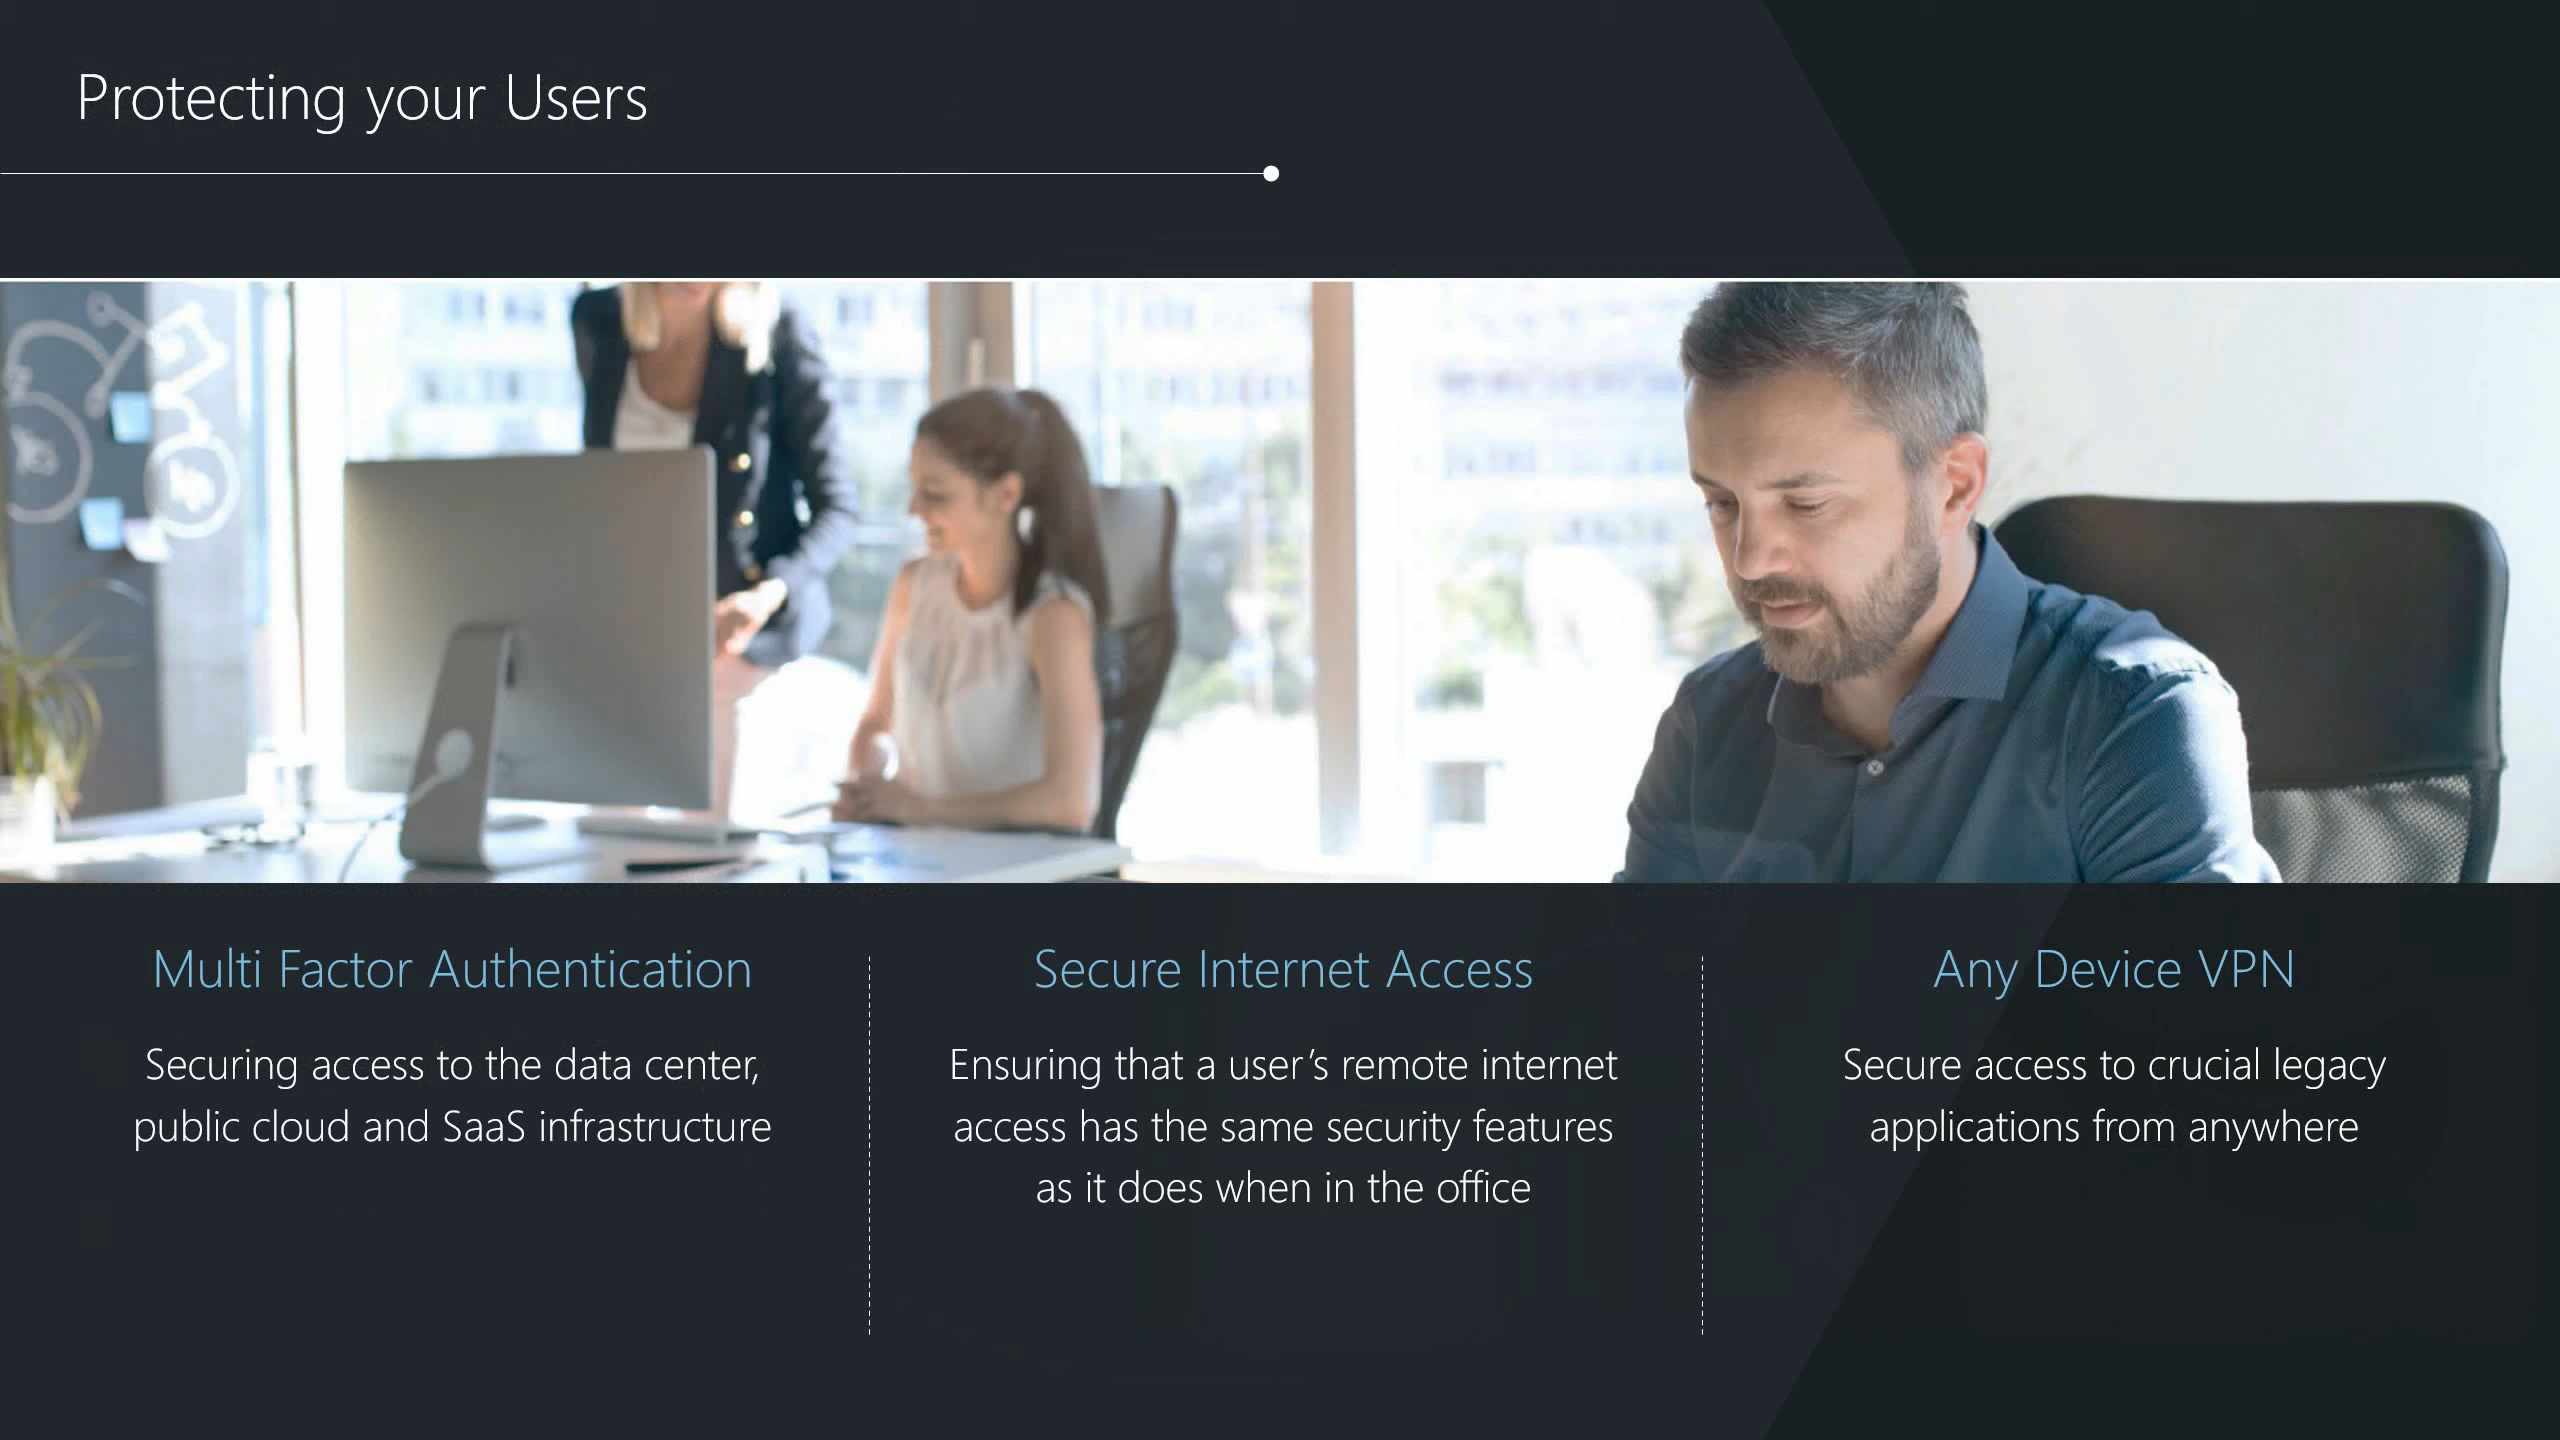 Protecting your Users
Multi Factor Authentication
Securing access to the data center,
public cloud and SaaS infrastructure
Secure Internet Access
Ensuring that a user’s remote internet
access has the same security features
as it does when in the office
Any Device VPN
Secure access to crucial legacy
applications from anywhere